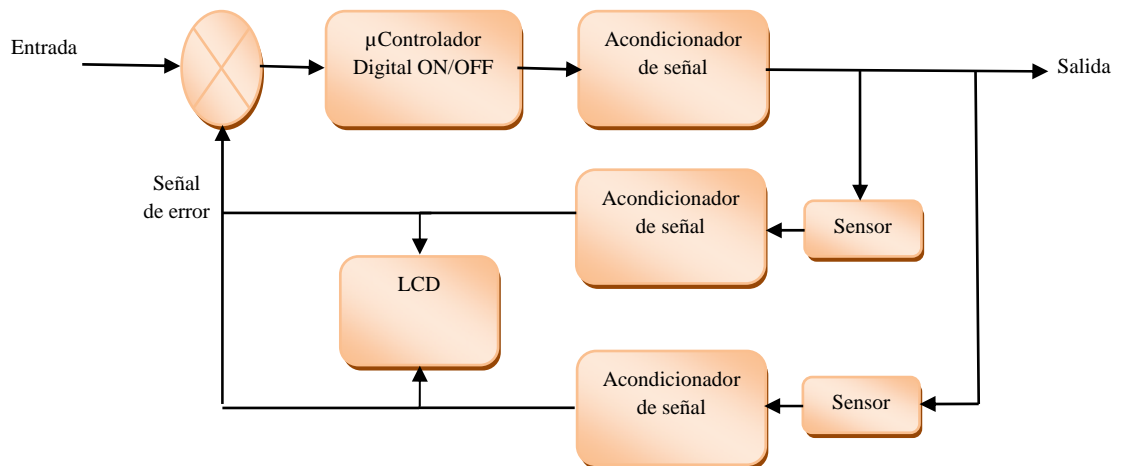 Entrada
µControlador
Digital ON/OFF
Acondicionador
de señal
Salida
Señal
de error
Acondicionador
de señal
Sensor
LCD
Acondicionador
de señal
Sensor